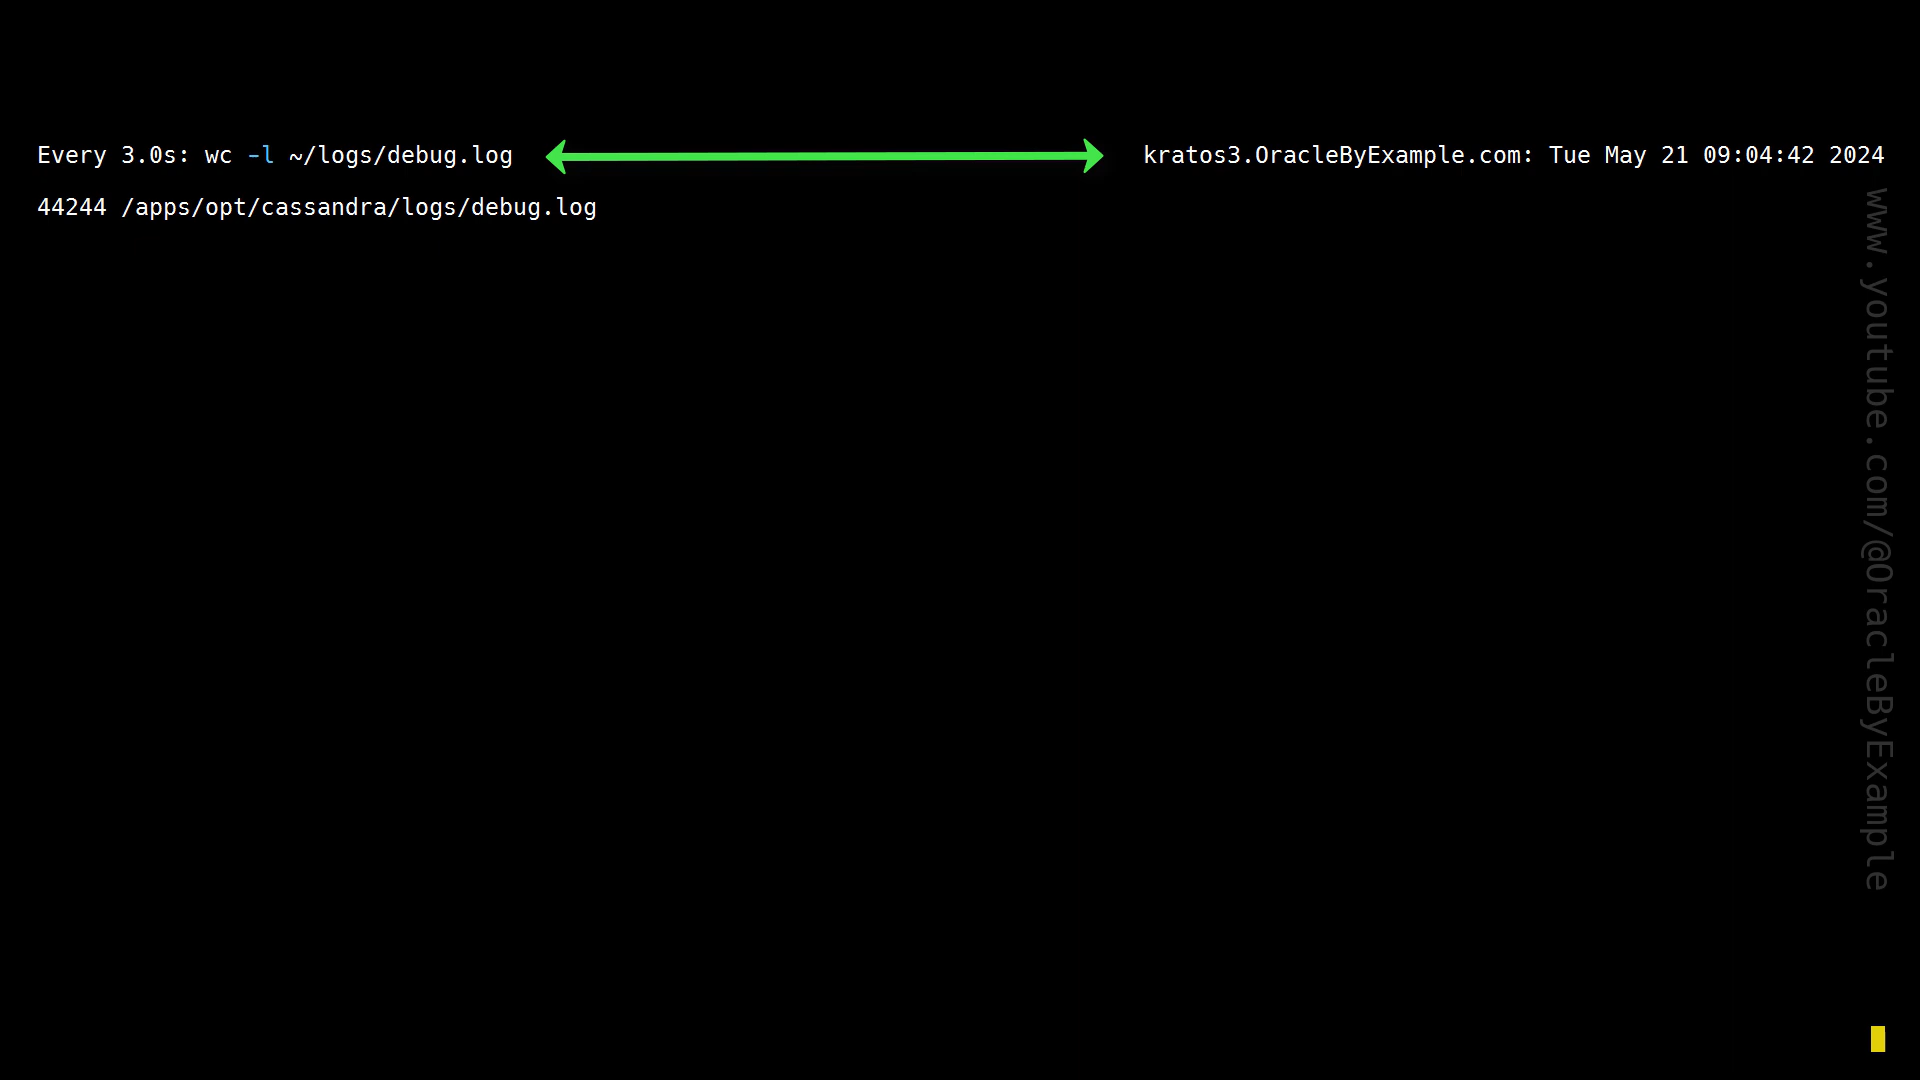 Every 3.0s: wc -l ~/logs/debug.log kratos3.OracleByExample.com: Tue May 21 09:04:42 2024
44244 /apps/opt/cassandra/logs/debug.log
www.youtube.com/@OracleByExample